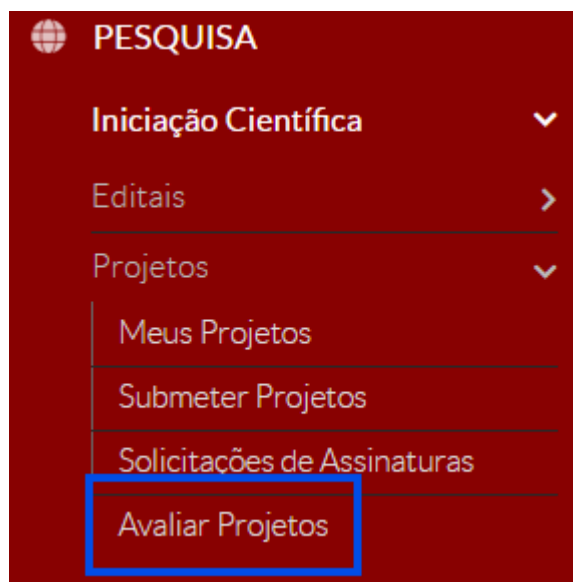 PESQUISA
Iniciação Científica
Editais
Projetos
Meus Projetos
Submeter Projetos
Solicitações de Assinaturas
Avaliar Projetos